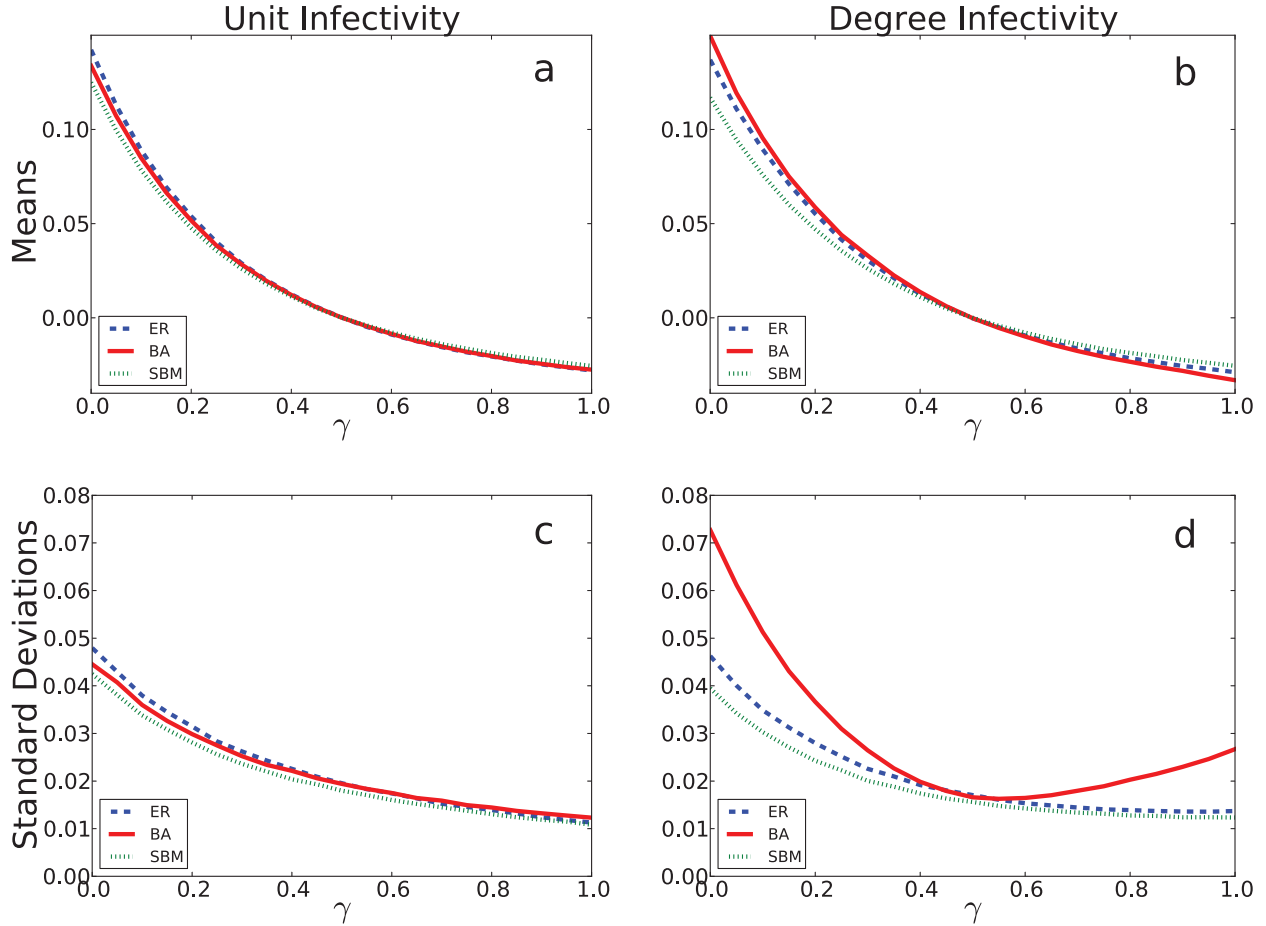 Unit Infectivity
Degree Infectivity
Means
a
0.10
0.05
0.00
ER
BA
SBM
0.0 0.2 0.4 0.6 0.8 1.0
γ
b
0.10
0.05
0.00
ER
BA
SBM
0.0 0.2 0.4 0.6 0.8 1.0
γ
Standard Deviations
c
0.08
0.07
0.06
0.05
0.04
0.03
0.02
0.01
0.00
ER
BA
SBM
0.0 0.2 0.4 0.6 0.8 1.0
γ
d
0.08
0.07
0.06
0.05
0.04
0.03
0.02
0.01
0.00
ER
BA
SBM
0.0 0.2 0.4 0.6 0.8 1.0
γ